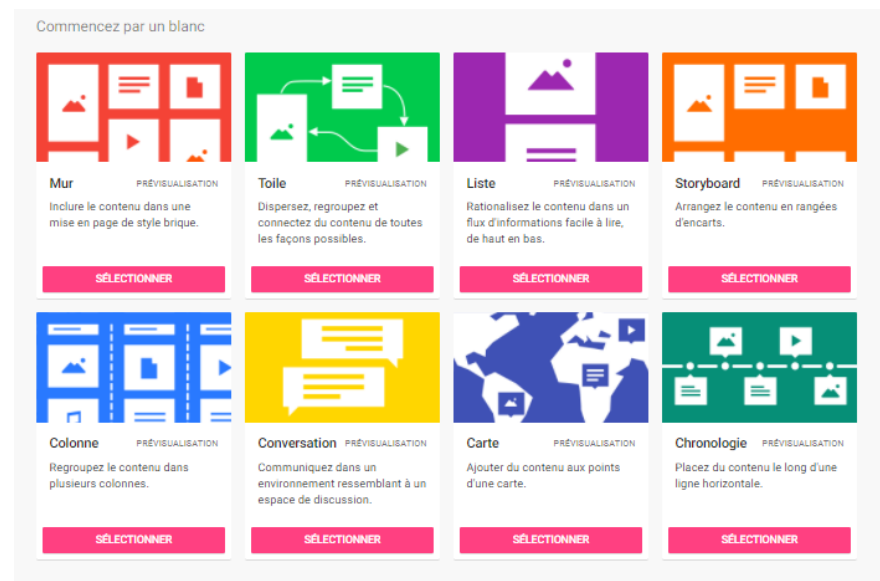 Commencez par un blanc
Mur PRÉVISUALISATION
Inclure le contenu dans une
mise en page de style brique.
SÉLECTIONNER
Toile PRÉVISUALISATION
Dispersez, regroupez et
connectez du contenu de toutes
les façons possibles.
SÉLECTIONNER
Liste PRÉVISUALISATION
Rationalisez le contenu dans un
flux d'informations facile à lire,
de haut en bas.
SÉLECTIONNER
Storyboard PRÉVISUALISATION
Arrangez le contenu en rangées
d'encarts.
SÉLECTIONNER
Colonne PRÉVISUALISATION
Regroupez le contenu dans
plusieurs colonnes.
SÉLECTIONNER
Conversation PRÉVISUALISATION
Communiquez dans un
environnement ressemblant à un
espace de discussion.
SÉLECTIONNER
Carte PRÉVISUALISATION
Ajouter du contenu aux points
d'une carte.
SÉLECTIONNER
Chronologie PRÉVISUALISATION
Placez du contenu le long d'une
ligne horizontale.
SÉLECTIONNER